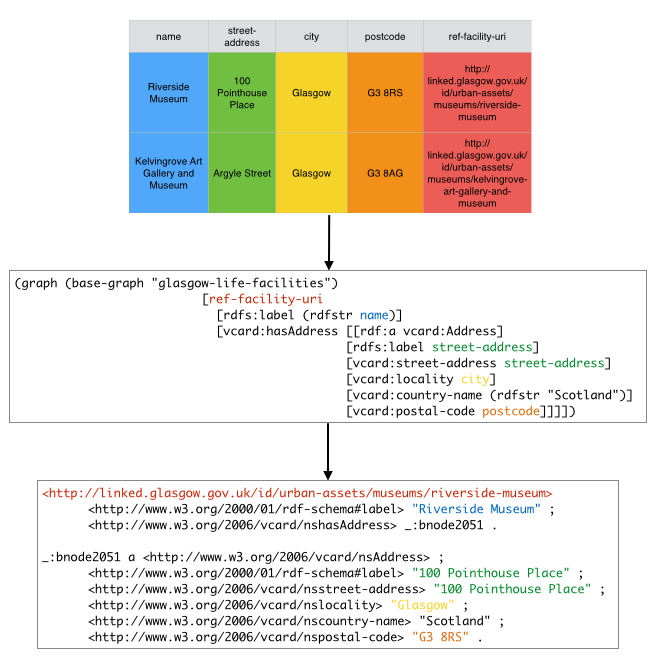 name street-address city postcode ref-facility-uri
Riverside Museum 100 Pointhouse Place Glasgow G3 8RS http://linked.glasgow.gov.uk/id/urban-assets/museums/riverside-museum
Kelvingrove Art Gallery and Museum Argyle Street Glasgow G3 8AG http://linked.glasgow.gov.uk/id/urban-assets/museums/kelvingrove-art-gallery-and-museum
(graph (base-graph "glasgow-life-facilities")
[ref-facility-uri
[rdfs:label (rdfstr name)]
[vcard:hasAddress [[rdf:a vcard:Address]
[rdfs:label street-address]
[vcard:street-address street-address]
[vcard:locality city]
[vcard:country-name (rdfstr "Scotland")]
[vcard:postal-code postcode]]]])
<http://linked.glasgow.gov.uk/id/urban-assets/museums/riverside-museum>
<http://www.w3.org/2000/01/rdf-schema#label> "Riverside Museum" ;
<http://www.w3.org/2006/vcard/nshasAddress> _:bnode2051 .
_:bnode2051 a <http://www.w3.org/2006/vcard/nsAddress> ;
<http://www.w3.org/2000/01/rdf-schema#label> "100 Pointhouse Place" ;
<http://www.w3.org/2006/vcard/nsstreet-address> "100 Pointhouse Place" ;
<http://www.w3.org/2006/vcard/nslocality> "Glasgow" ;
<http://www.w3.org/2006/vcard/nscountry-name> "Scotland" ;
<http://www.w3.org/2006/vcard/nspostal-code> "G3 8RS" .